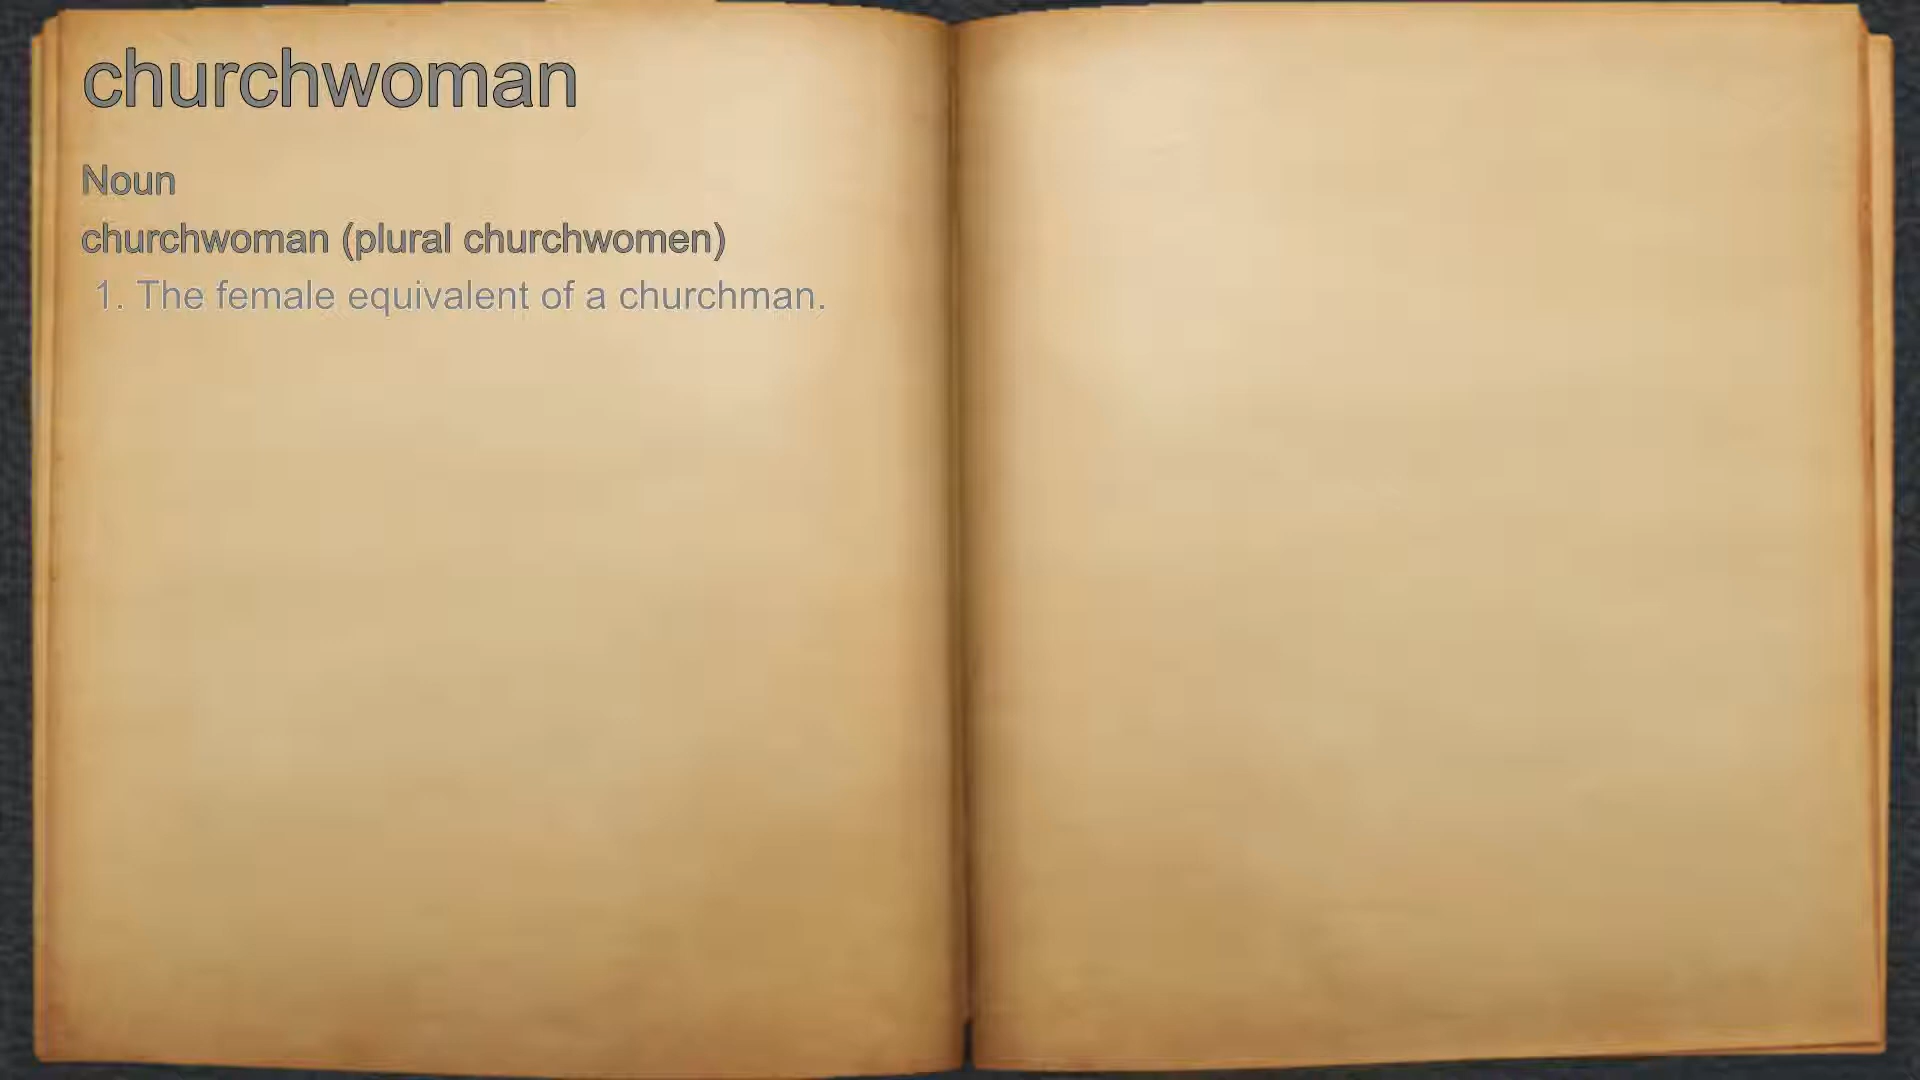 churchwoman
Noun
churchwoman (plural churchwomen)
1. The female equivalent of a churchman.